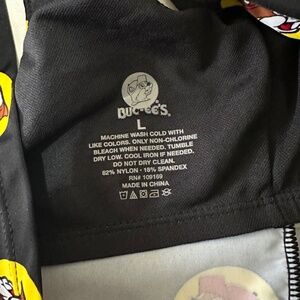 BUC-EE'S
L
MACHINE WASH COLD WITH
LIKE COLORS. ONLY NON-CHLORINE
BLEACH WHEN NEEDED. TUMBLE
DRY LOW. COOL IRON IF NEEDED.
DO NOT DRY CLEAN.
82% NYLON • 18% SPANDEX
RN# 109169
MADE IN CHINA